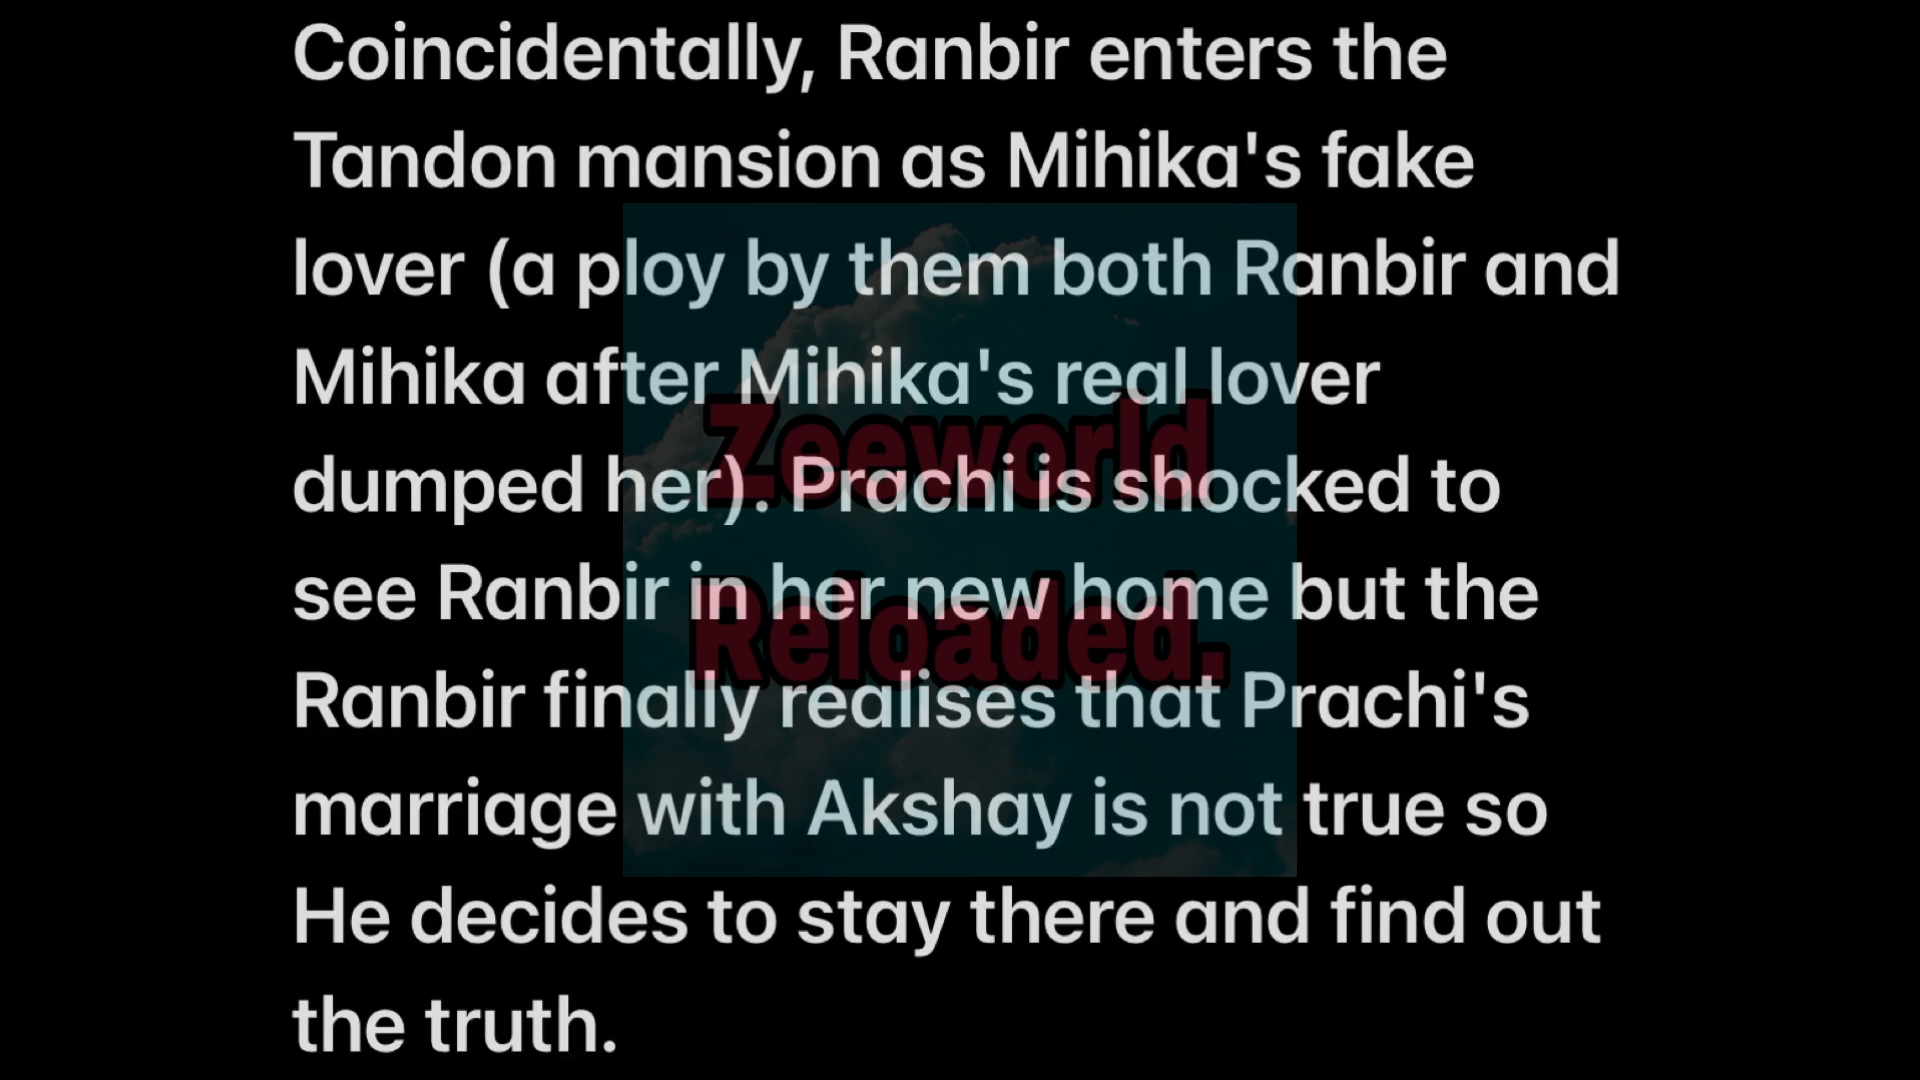 Coincidentally, Ranbir enters the
Tandon mansion as Mihika's fake
lover (a ploy by them both Ranbir and
Mihika after Mihika's real lover
dumped her). Prachi is shocked to
see Ranbir in her new home but the
Ranbir finally realises that Prachi's
marriage with Akshay is not true so
He decides to stay there and find out
the truth.
Zeeworld
Reloaded.